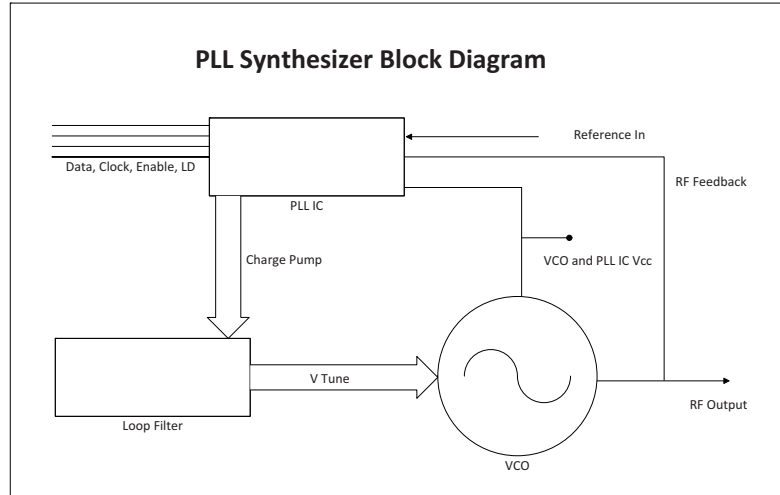 PLL Synthesizer Block Diagram
Reference In
Data, Clock, Enable, LD
RF Feedback
PLL IC
Charge Pump
VCO and PLL IC Vcc
V Tune
RF Output
Loop Filter
VCO